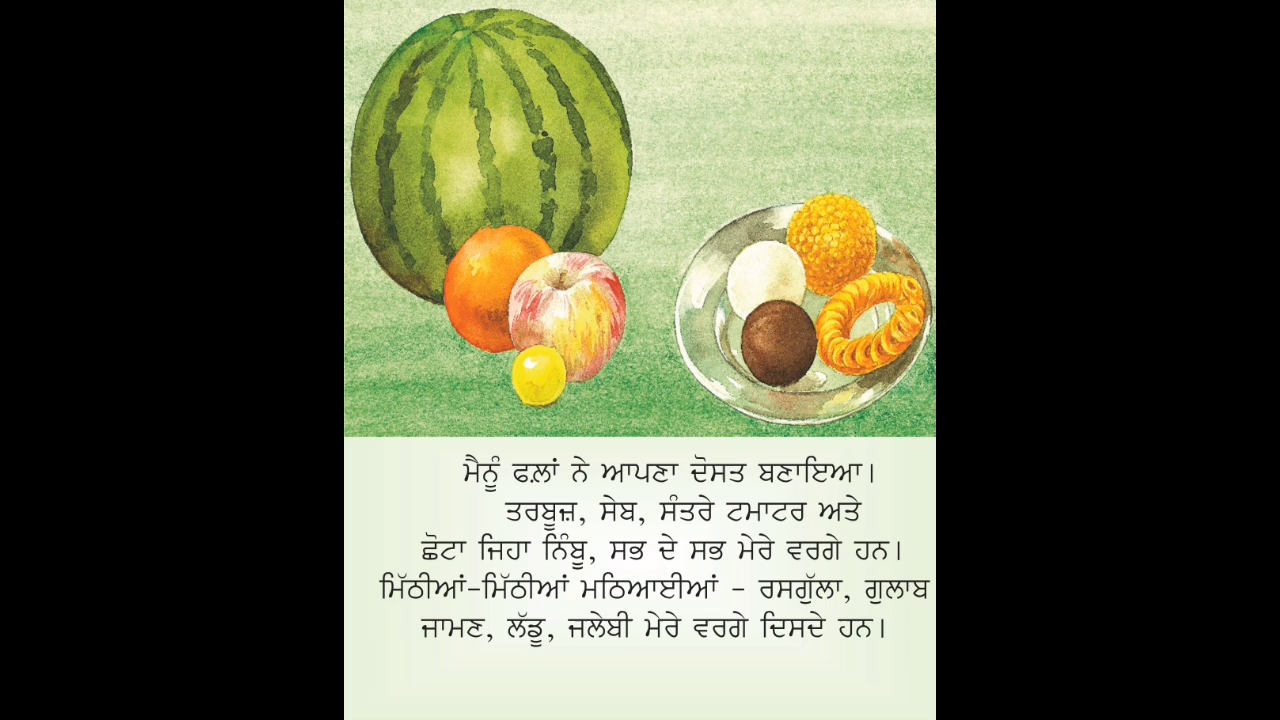 ਮੈਨੂੰ ਫਲਾਂ ਨੇ ਆਪਣਾ ਦੋਸਤ ਬਣਾਇਆ।
ਤਰਬੂਜ਼, ਸੇਬ, ਸੰਤਰੇ ਟਮਾਟਰ ਅਤੇ
ਛੋਟਾ ਜਿਹਾ ਨਿੰਬੂ, ਸਭ ਦੇ ਸਭ ਮੇਰੇ ਵਰਗੇ ਹਨ।
ਮਿੱਠੀਆਂ-ਮਿੱਠੀਆਂ ਮਠਿਆਈਆਂ - ਰਸਗੁੱਲਾ, ਗੁਲਾਬ
ਜਾਮਣ, ਲੱਡੂ, ਜਲੇਬੀ ਮੇਰੇ ਵਰਗੇ ਦਿਸਦੇ ਹਨ।